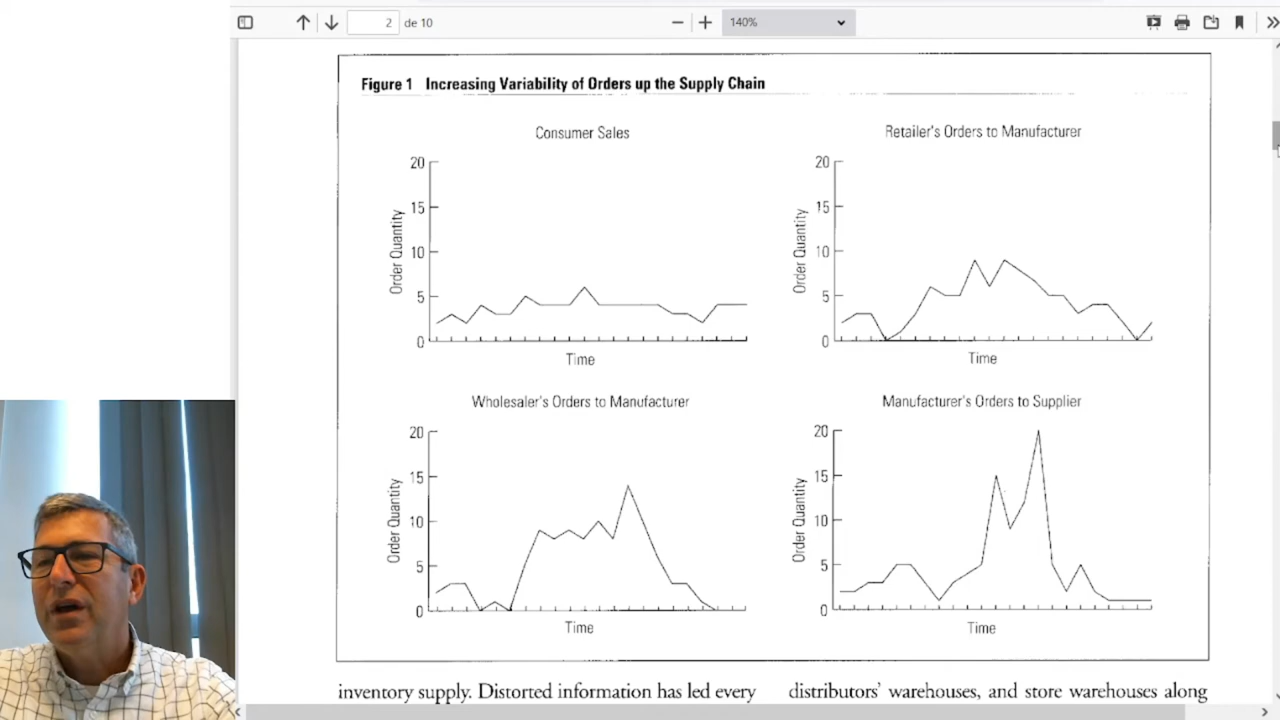 2 de 10
140%
Figure 1 Increasing Variability of Orders up the Supply Chain
Consumer Sales
20
15
10
5
0
Order Quantity
Time
Retailer's Orders to Manufacturer
20
15
10
5
0
Order Quantity
Time
Wholesaler's Orders to Manufacturer
20
15
10
5
0
Order Quantity
Time
Manufacturer's Orders to Supplier
20
15
10
5
0
Order Quantity
Time
inventory supply. Distorted information has led every
distributors' warehouses, and store warehouses along